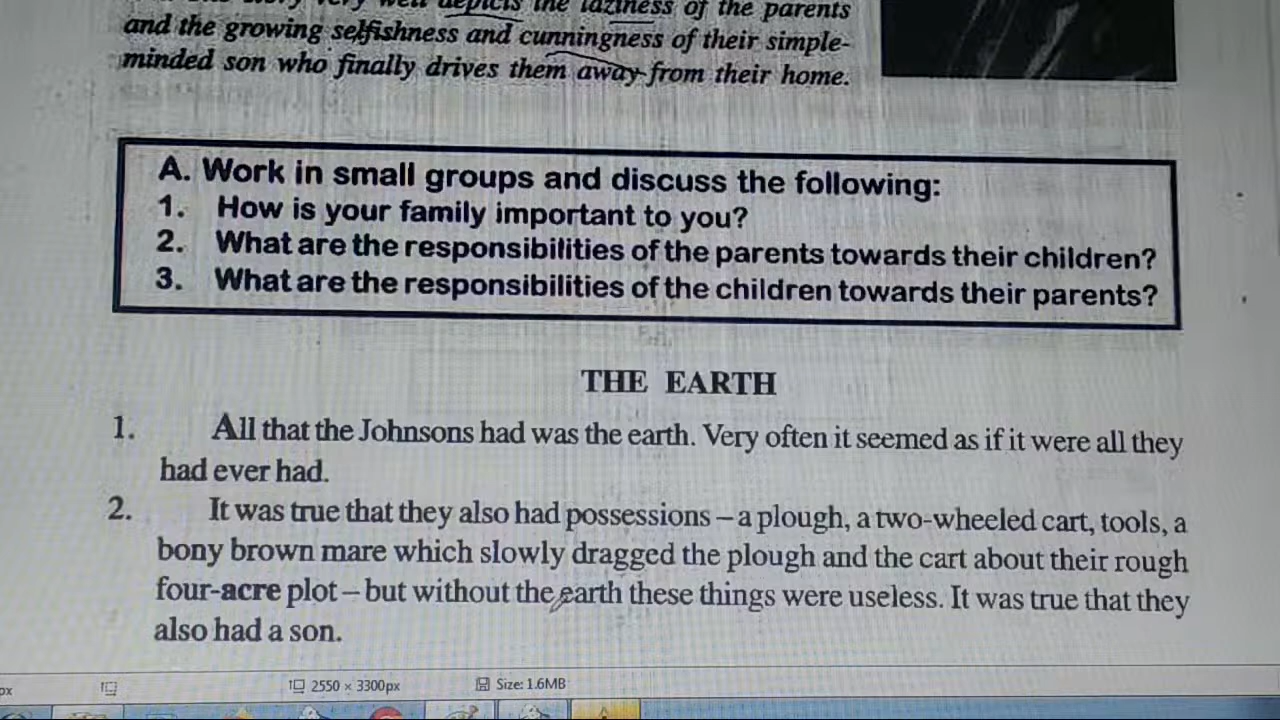 depicts the laziness of the parents
and the growing selfishness and cunningness of their simple-
minded son who finally drives them away from their home.
A. Work in small groups and discuss the following:
1. How is your family important to you?
2. What are the responsibilities of the parents towards their children?
3. What are the responsibilities of the children towards their parents?
THE EARTH
1. All that the Johnsons had was the earth. Very often it seemed as if it were all they
had ever had.
2. It was true that they also had possessions – a plough, a two-wheeled cart, tools, a
bony brown mare which slowly dragged the plough and the cart about their rough
four-acre plot – but without the earth these things were useless. It was true that they
also had a son.
px 2550 × 3300px Size: 1.6MB